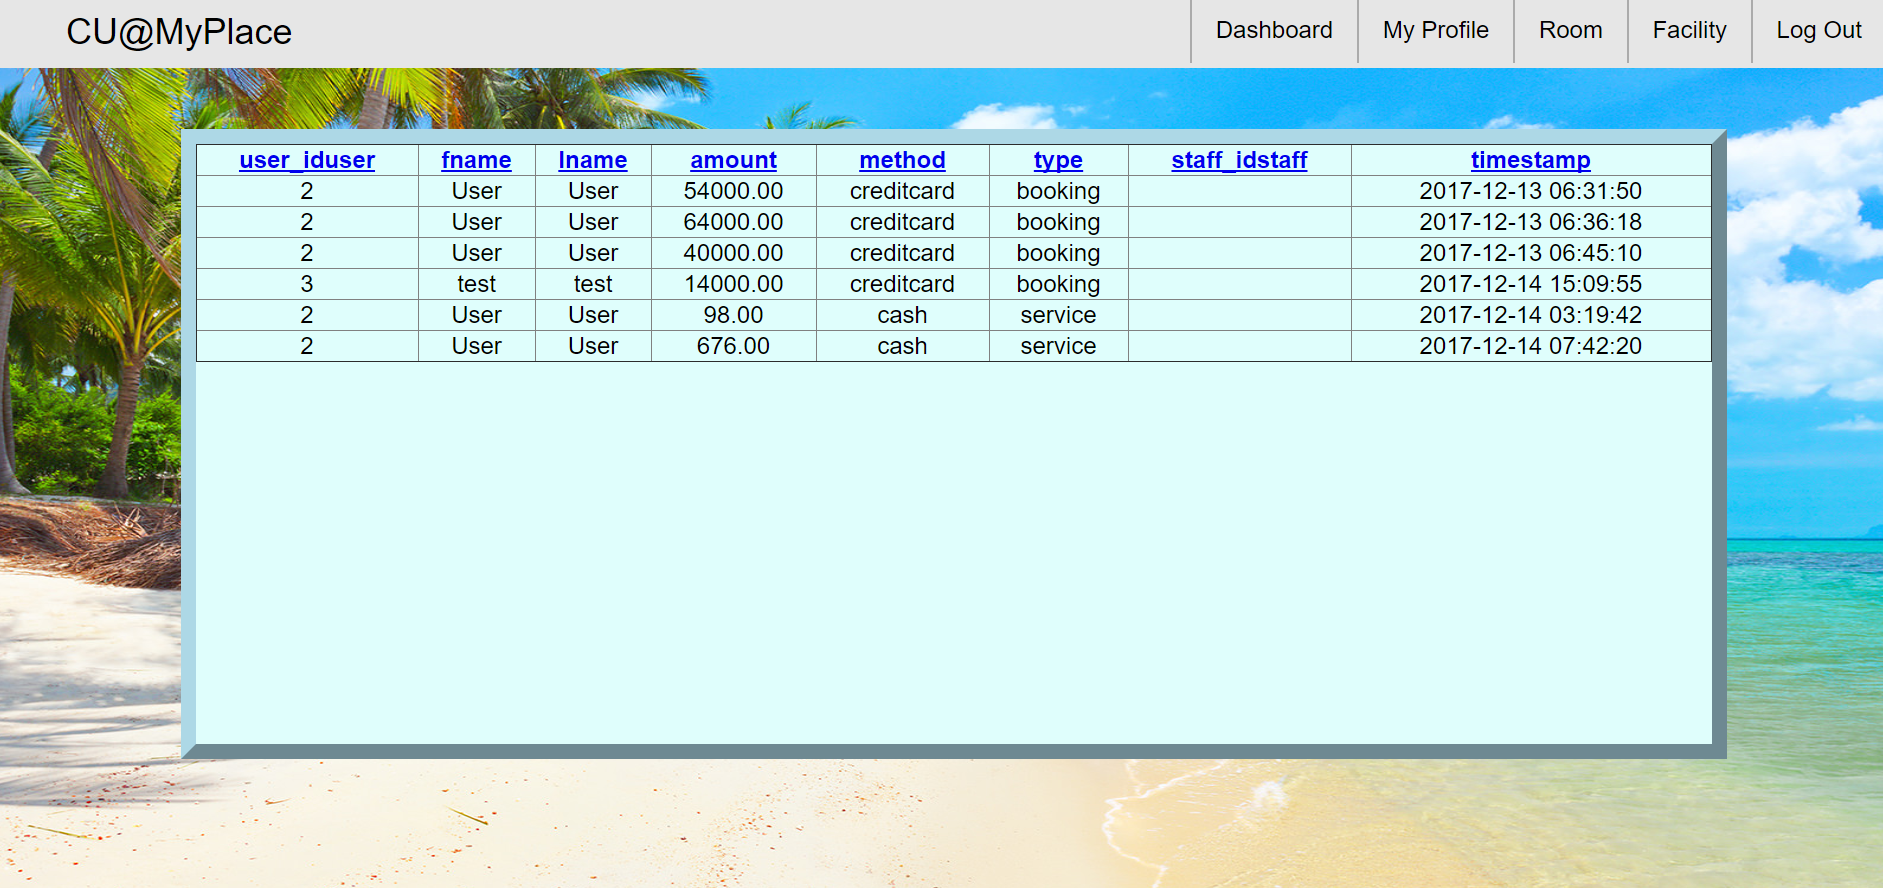 CU@MyPlace Dashboard My Profile Room Facility Log Out
user_iduser fname lname amount method type staff_idstaff timestamp
2 User User 54000.00 creditcard booking 2017-12-13 06:31:50
2 User User 64000.00 creditcard booking 2017-12-13 06:36:18
2 User User 40000.00 creditcard booking 2017-12-13 06:45:10
3 test test 14000.00 creditcard booking 2017-12-14 15:09:55
2 User User 98.00 cash service 2017-12-14 03:19:42
2 User User 676.00 cash service 2017-12-14 07:42:20